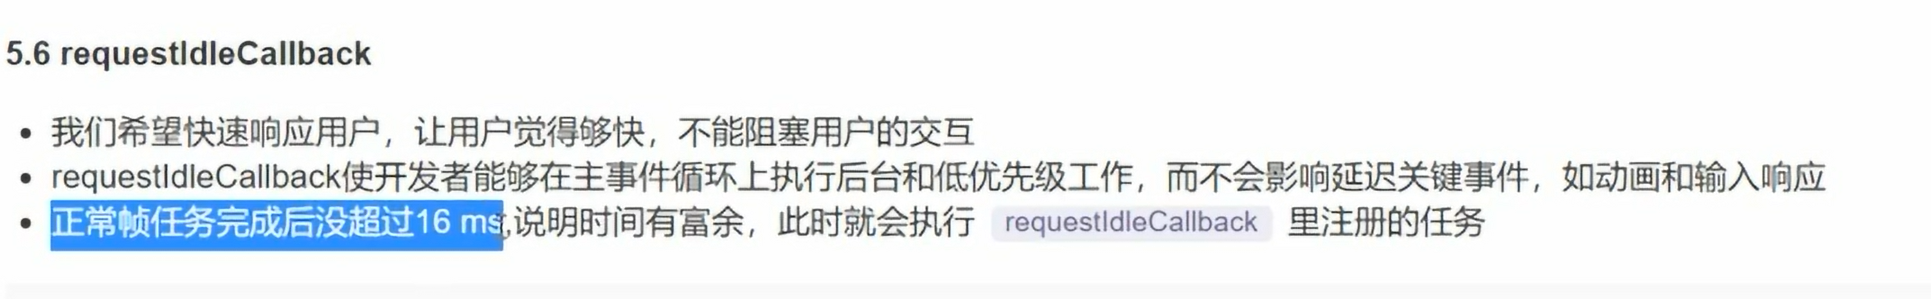 5.6 requestIdleCallback
我们希望快速响应用户，让用户觉得够快，不能阻塞用户的交互
requestIdleCallback使开发者能够在主事件循环上执行后台和低优先级工作，而不会影响延迟关键事件，如动画和输入响应
正常帧任务完成后没超过16 ms,说明时间有富余，此时就会执行 requestIdleCallback 里注册的任务